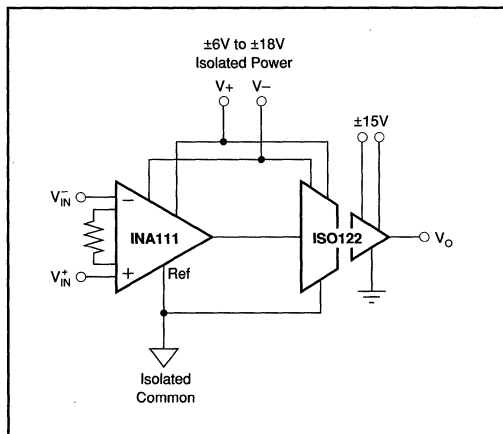 ±6V to ±18V
Isolated Power
V+ V−
±15V
V⁻IN
−
INA111
ISO122
VO
V⁺IN
+
Ref
Isolated
Common